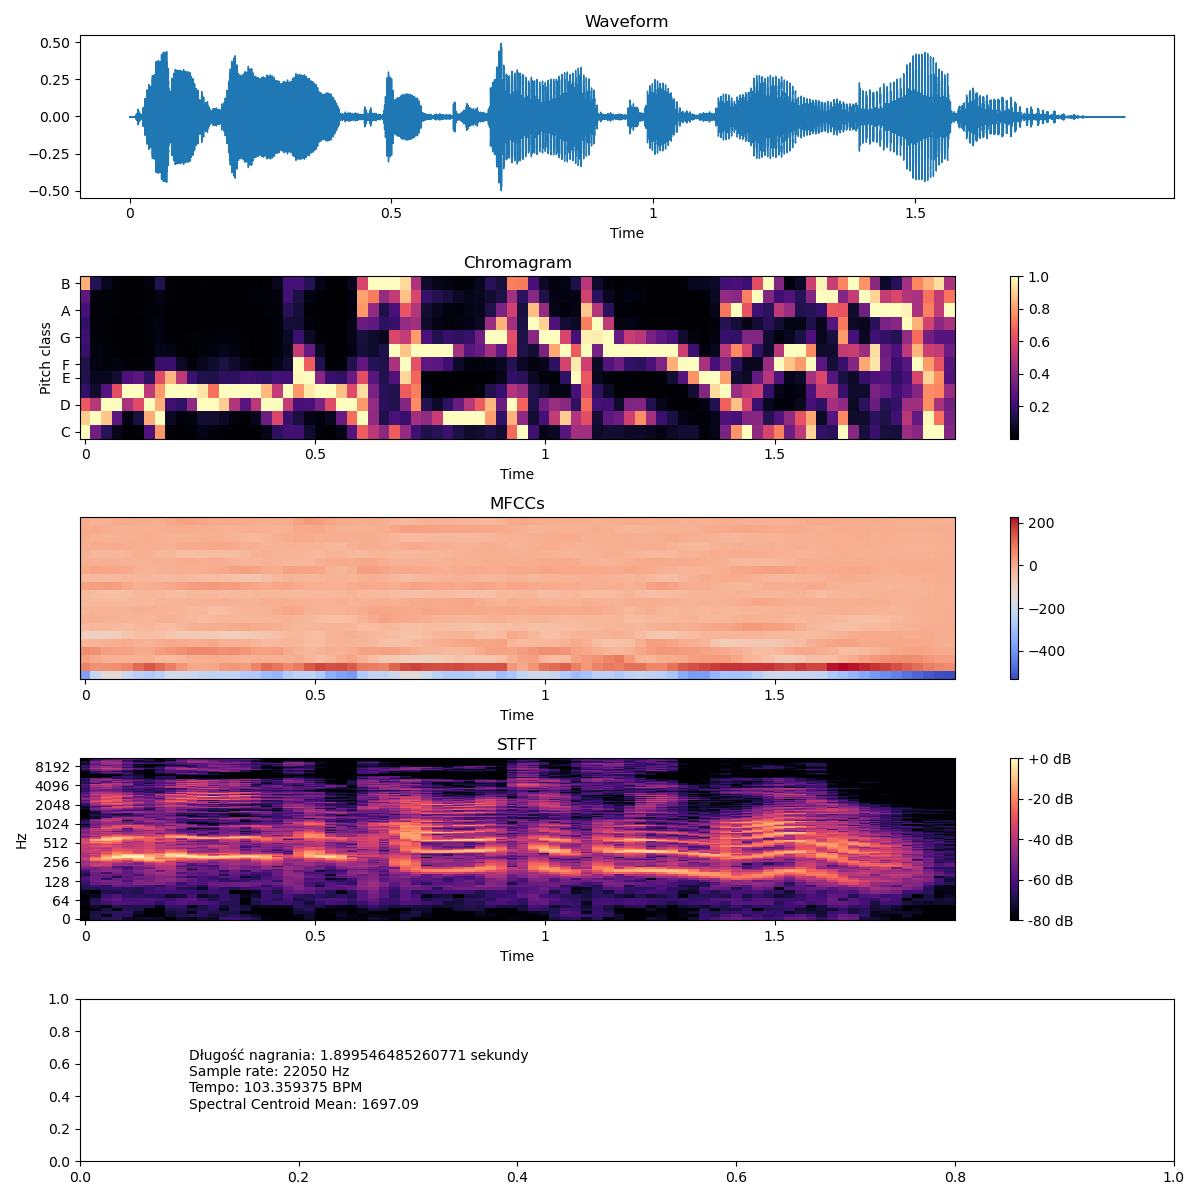 Waveform
0.50
0.25
0.00
−0.25
−0.50
0 0.5 1 1.5
Time
Chromagram
Pitch class
B
A
G
F
E
D
C
1.0
0.8
0.6
0.4
0.2
0 0.5 1 1.5
Time
MFCCs
200
0
−200
−400
0 0.5 1 1.5
Time
STFT
Hz
8192
4096
2048
1024
512
256
128
64
0
+0 dB
-20 dB
-40 dB
-60 dB
-80 dB
0 0.5 1 1.5
Time
1.0
0.8
0.6
0.4
0.2
0.0
Długość nagrania: 1.899546485260771 sekundy
Sample rate: 22050 Hz
Tempo: 103.359375 BPM
Spectral Centroid Mean: 1697.09
0.0 0.2 0.4 0.6 0.8 1.0